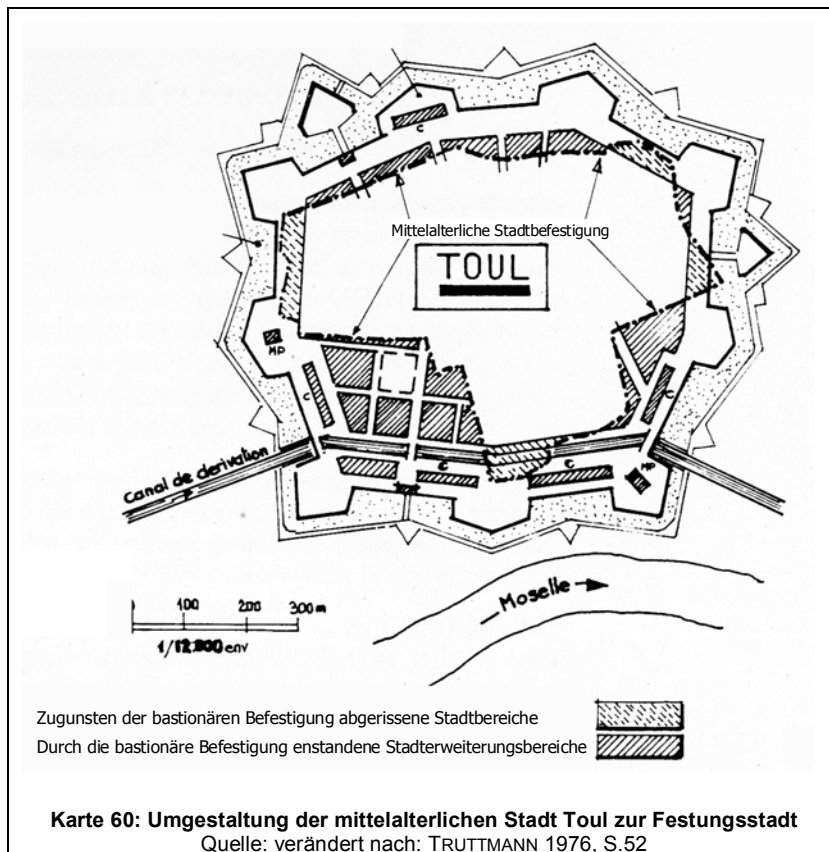 C
Mittelalterliche Stadtbefestigung
TOUL
MP
C
C
Canal de derivation
C
C
MP
Moselle
100 200 300 m
1/12.800 env
Zugunsten der bastionären Befestigung abgerissene Stadtbereiche
Durch die bastionäre Befestigung enstandene Stadterweiterungsbereiche
Karte 60: Umgestaltung der mittelalterlichen Stadt Toul zur Festungsstadt
Quelle: verändert nach: TRUTTMANN 1976, S.52